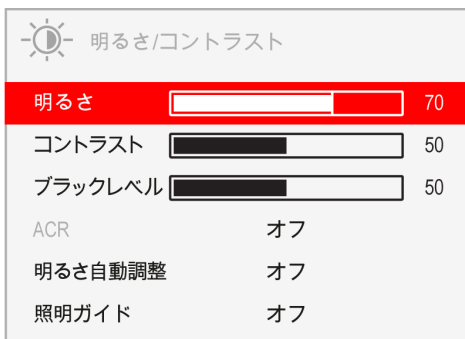 明るさ/コントラスト
明るさ 70
コントラスト 50
ブラックレベル 50
ACR オフ
明るさ自動調整 オフ
照明ガイド オフ